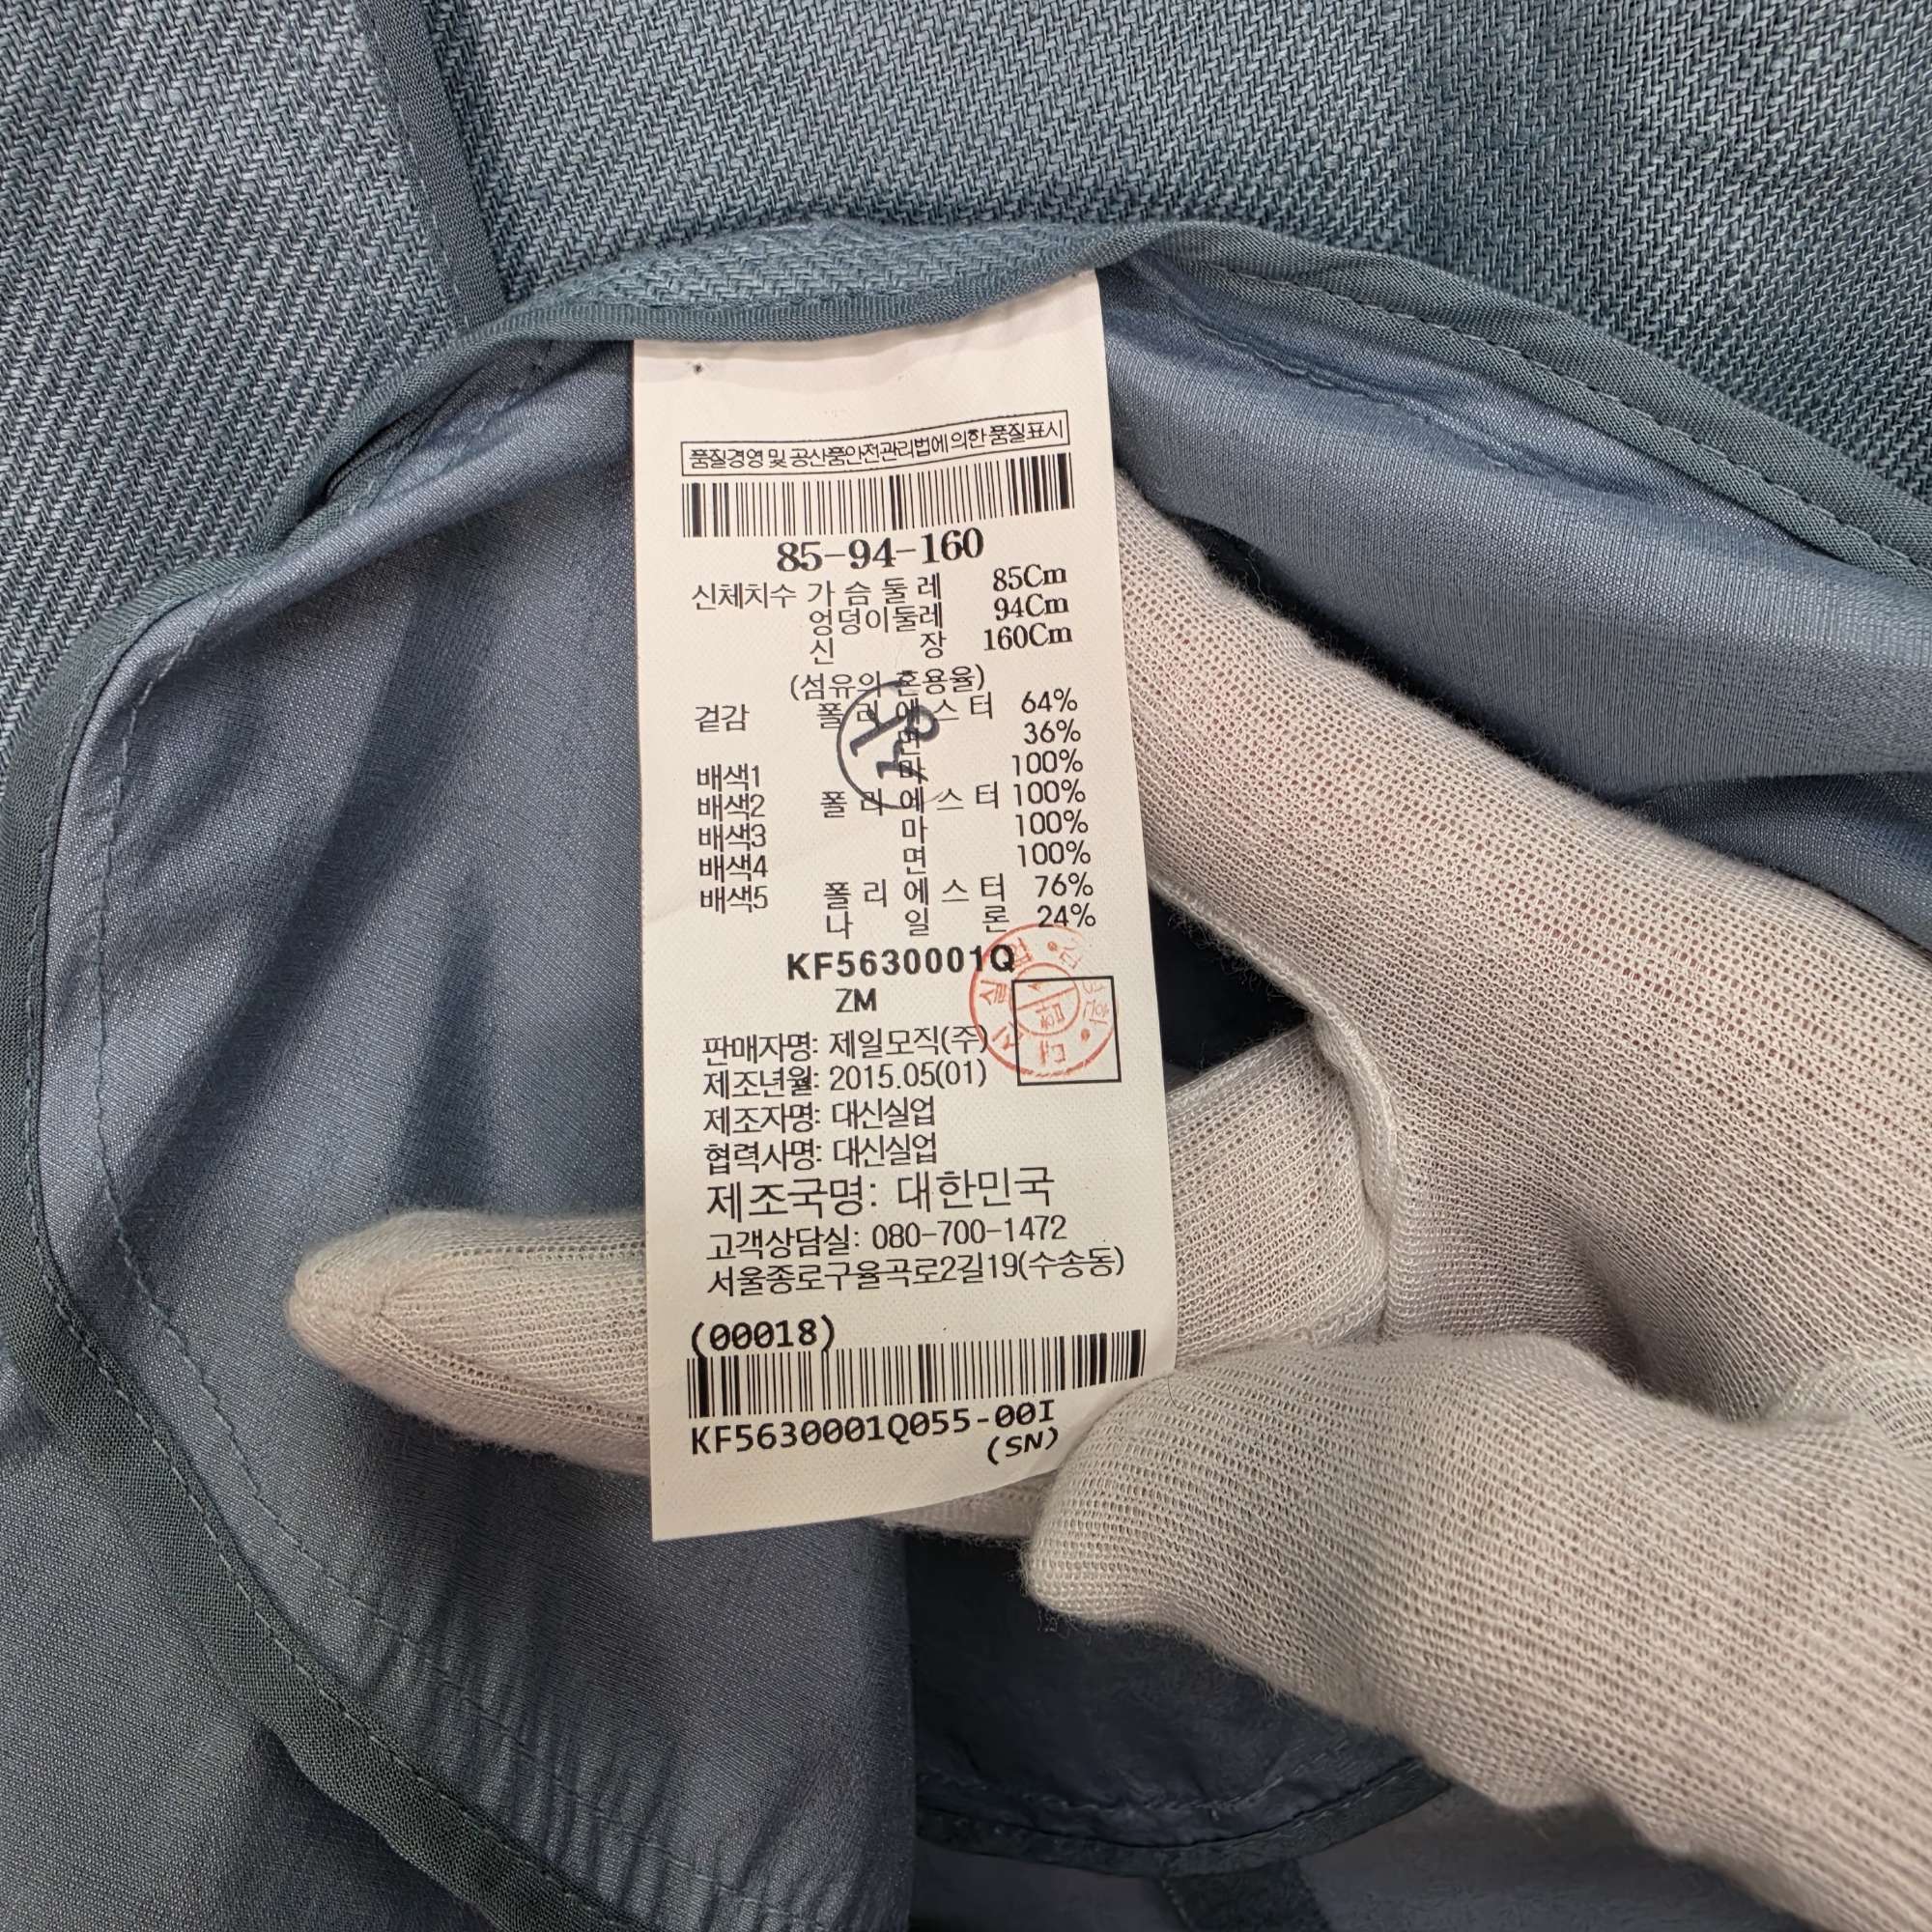 품질경영 및 공산품안전관리법에 의한 품질표시
85-94-160
신체치수 가슴둘레 85Cm
엉덩이둘레 94Cm
신장 160Cm
(섬유의 혼용율)
겉감 폴리에스터 64%
면 36%
배색1 마 100%
배색2 폴리에스터 100%
배색3 마 100%
배색4 면 100%
배색5 폴리에스터 76%
나일론 24%
KF5630001Q
ZM
판매자명: 제일모직(주)
제조년월: 2015.05(01)
제조자명: 대신실업
협력사명: 대신실업
제조국명: 대한민국
고객상담실: 080-700-1472
서울종로구율곡로2길19(수송동)
(00018)
KF5630001Q055-00I
(SN)